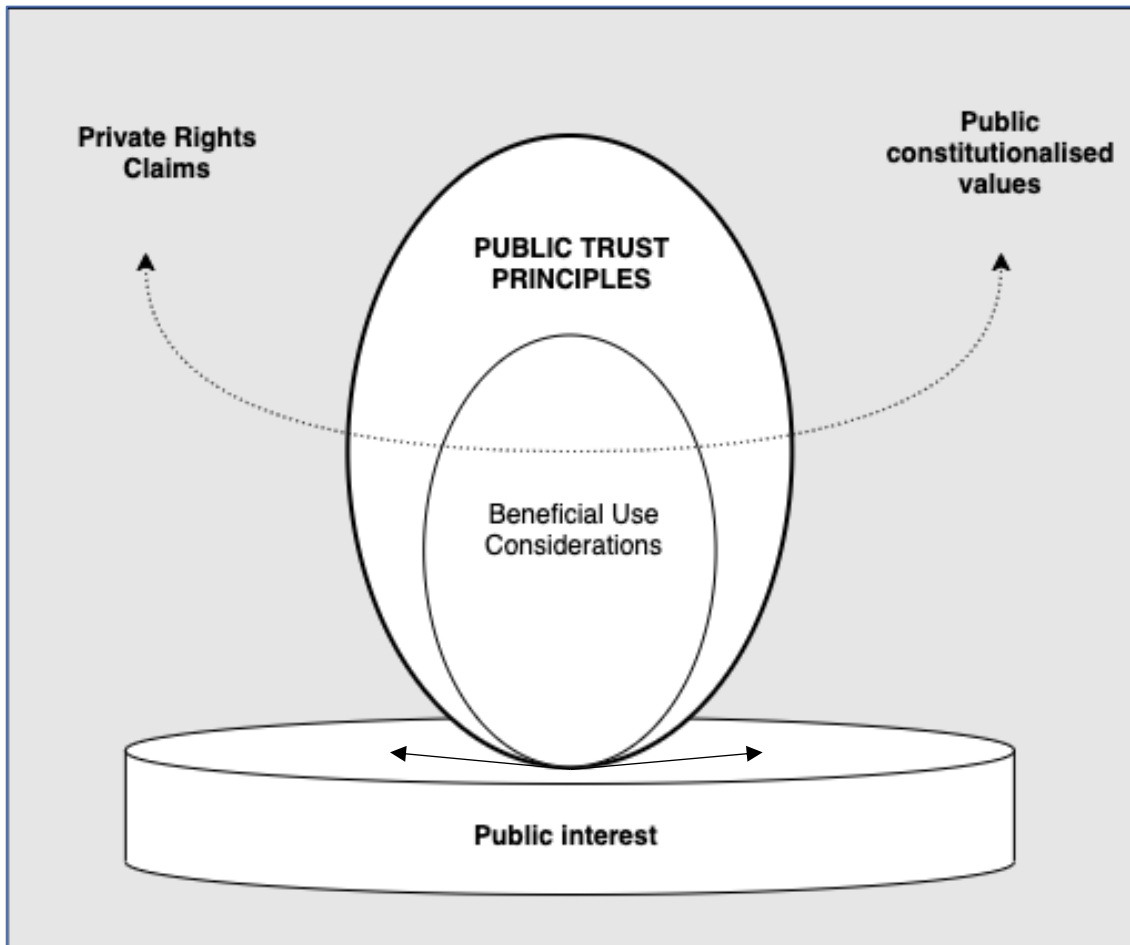 Private Rights
Claims
Public
constitutionalised
values
PUBLIC TRUST
PRINCIPLES
Beneficial Use
Considerations
Public interest